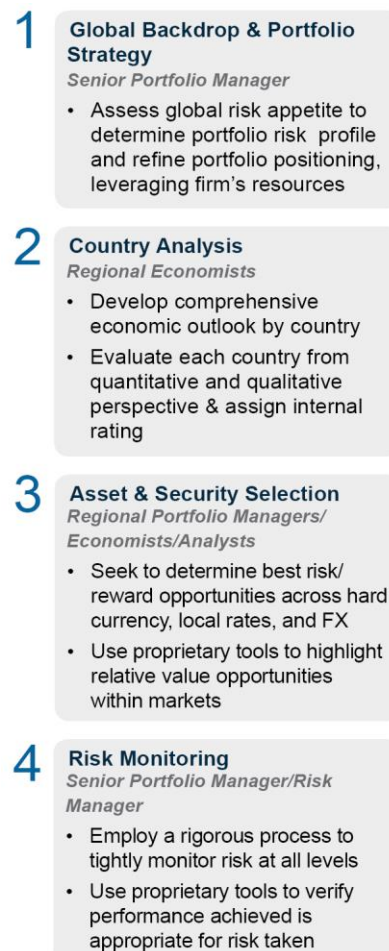 1
Global Backdrop & Portfolio
Strategy
Senior Portfolio Manager
• Assess global risk appetite to
determine portfolio risk profile
and refine portfolio positioning,
leveraging firm's resources
2
Country Analysis
Regional Economists
• Develop comprehensive
economic outlook by country
• Evaluate each country from
quantitative and qualitative
perspective & assign internal
rating
3
Asset & Security Selection
Regional Portfolio Managers/
Economists/Analysts
• Seek to determine best risk/
reward opportunities across hard
currency, local rates, and FX
• Use proprietary tools to highlight
relative value opportunities
within markets
4
Risk Monitoring
Senior Portfolio Manager/Risk
Manager
• Employ a rigorous process to
tightly monitor risk at all levels
• Use proprietary tools to verify
performance achieved is
appropriate for risk taken